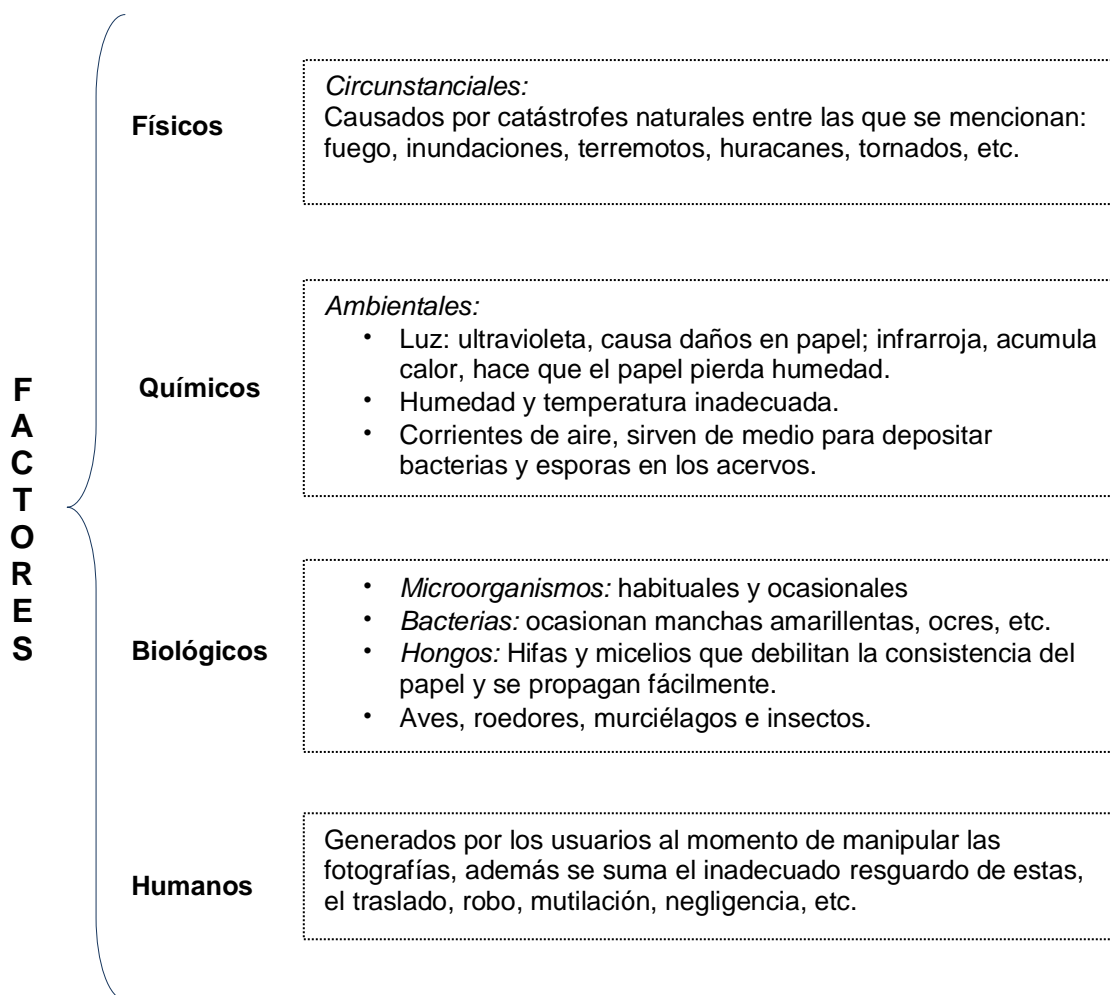 FACTORES
Físicos
Circunstanciales:
Causados por catástrofes naturales entre las que se mencionan:
fuego, inundaciones, terremotos, huracanes, tornados, etc.
Químicos
Ambientales:
• Luz: ultravioleta, causa daños en papel; infrarroja, acumula
calor, hace que el papel pierda humedad.
• Humedad y temperatura inadecuada.
• Corrientes de aire, sirven de medio para depositar
bacterias y esporas en los acervos.
Biológicos
• Microorganismos: habituales y ocasionales
• Bacterias: ocasionan manchas amarillentas, ocres, etc.
• Hongos: Hifas y micelios que debilitan la consistencia del
papel y se propagan fácilmente.
• Aves, roedores, murciélagos e insectos.
Humanos
Generados por los usuarios al momento de manipular las
fotografías, además se suma el inadecuado resguardo de estas,
el traslado, robo, mutilación, negligencia, etc.